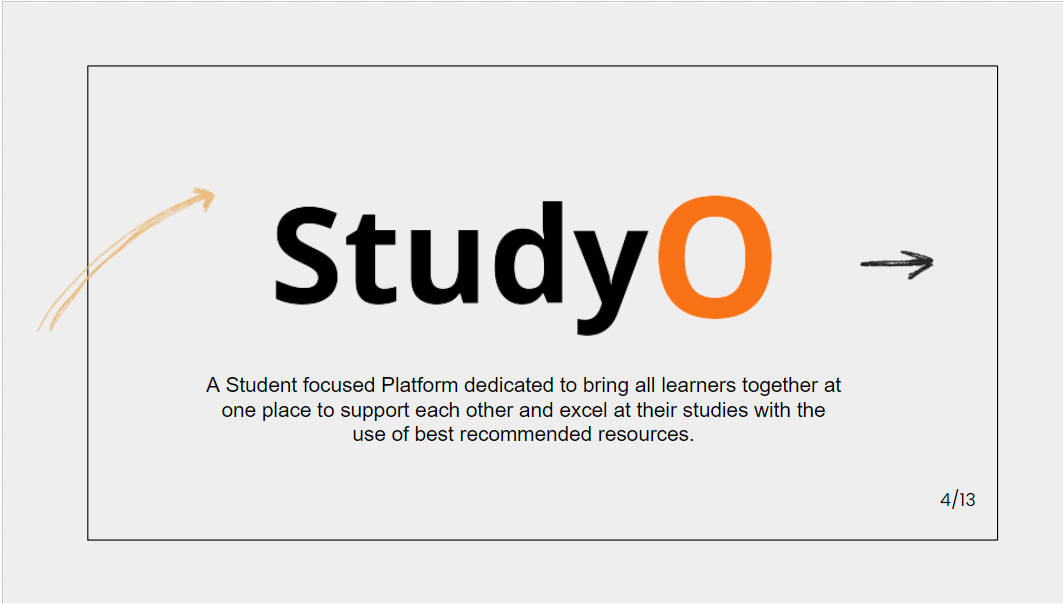 StudyO
A Student focused Platform dedicated to bring all learners together at
one place to support each other and excel at their studies with the
use of best recommended resources.
4/13